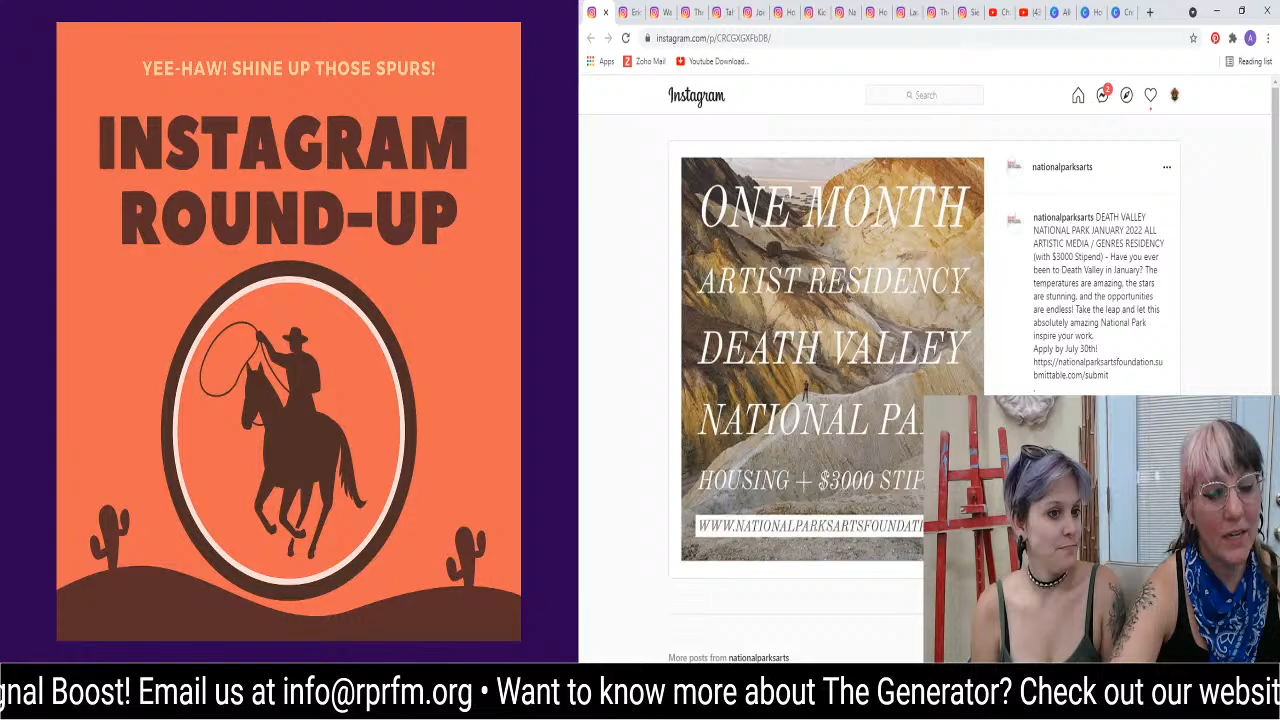 YEE-HAW! SHINE UP THOSE SPURS!
INSTAGRAM
ROUND-UP
instagram.com/p/CRCGXGXFbDB/
Apps
Zoho Mail
Youtube Download...
Reading list
Instagram
Search
2
ONE MONTH
ARTIST RESIDENCY
DEATH VALLEY
NATIONAL PA
HOUSING + $3000 STIP
WWW.NATIONALPARKSARTSFOUNDATI
nationalparksarts
nationalparksarts DEATH VALLEY
NATIONAL PARK JANUARY 2022 ALL
ARTISTIC MEDIA / GENRES RESIDENCY
(with $3000 Stipend) - Have you ever
been to Death Valley in January? The
temperatures are amazing, the stars
are stunning, and the opportunities
are endless! Take the leap and let this
absolutely amazing National Park
inspire your work.
Apply by July 30th!
https://nationalparksartsfoundation.su
bmittable.com/submit
.
More posts from nationalparksarts
gnal Boost! Email us at info@rprfm.org • Want to know more about The Generator? Check out our websit